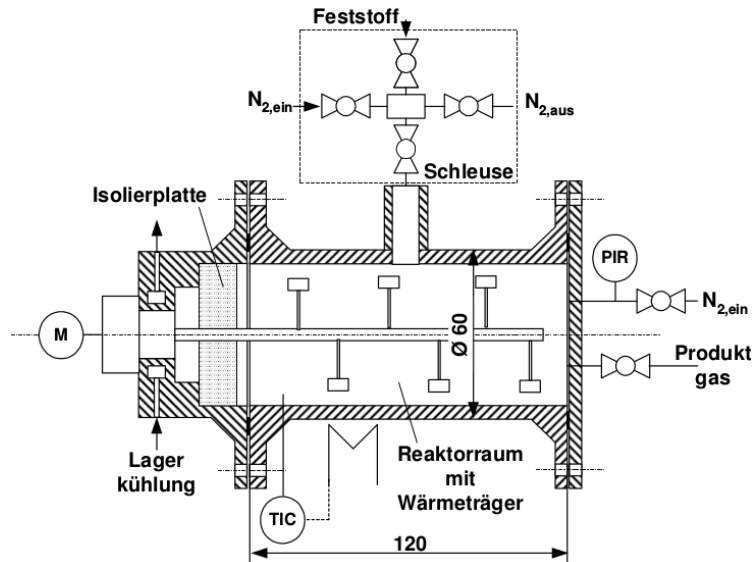 Feststoff
N2,ein
N2,aus
Schleuse
Isolierplatte
PIR
M
Ø 60
N2,ein
Produkt
gas
Lager
kühlung
Reaktorraum
mit
Wärmeträger
TIC
120